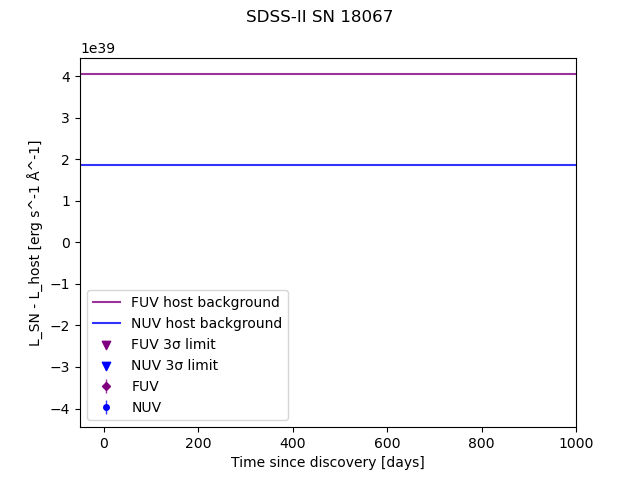 SDSS-II SN 18067
1e39
4
3
2
1
0
−1
−2
−3
−4
L_SN - L_host [erg s^-1 Å^-1]
FUV host background
NUV host background
FUV 3σ limit
NUV 3σ limit
FUV
NUV
0 200 400 600 800 1000
Time since discovery [days]